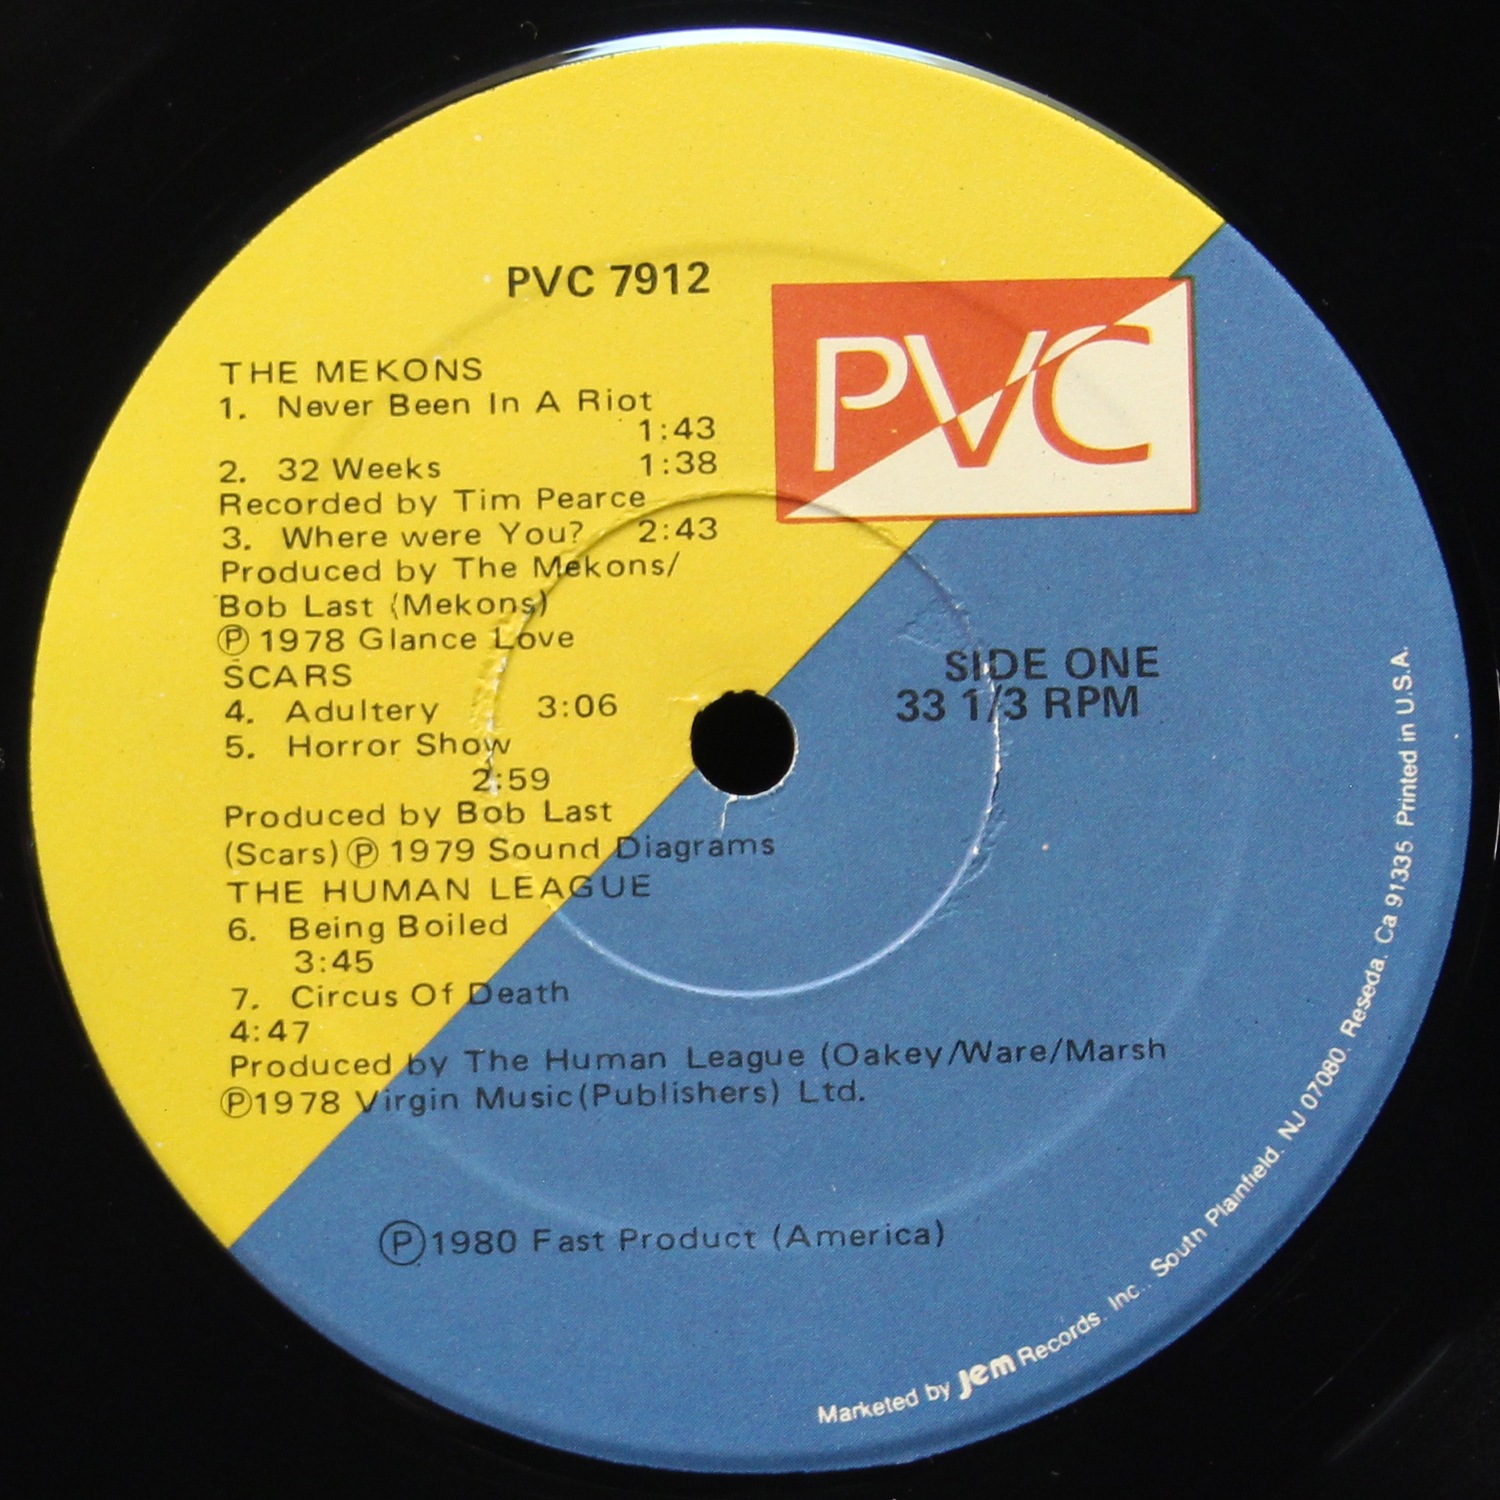 PVC 7912
PVC
THE MEKONS
1. Never Been In A Riot
1:43
2. 32 Weeks 1:38
Recorded by Tim Pearce
3. Where were You? 2:43
Produced by The Mekons/
Bob Last (Mekons)
Ⓟ 1978 Glance Love
SCARS
4. Adultery 3:06
5. Horror Show
2:59
Produced by Bob Last
(Scars) Ⓟ 1979 Sound Diagrams
THE HUMAN LEAGUE
6. Being Boiled
3:45
7. Circus Of Death
4:47
Produced by The Human League (Oakey/Ware/Marsh
Ⓟ1978 Virgin Music(Publishers) Ltd.
SIDE ONE
33 1/3 RPM
Ⓟ1980 Fast Product (America)
Marketed by Jem Records, Inc., South Plainfield, NJ 07080, Reseda, Ca 91335 Printed in U.S.A.